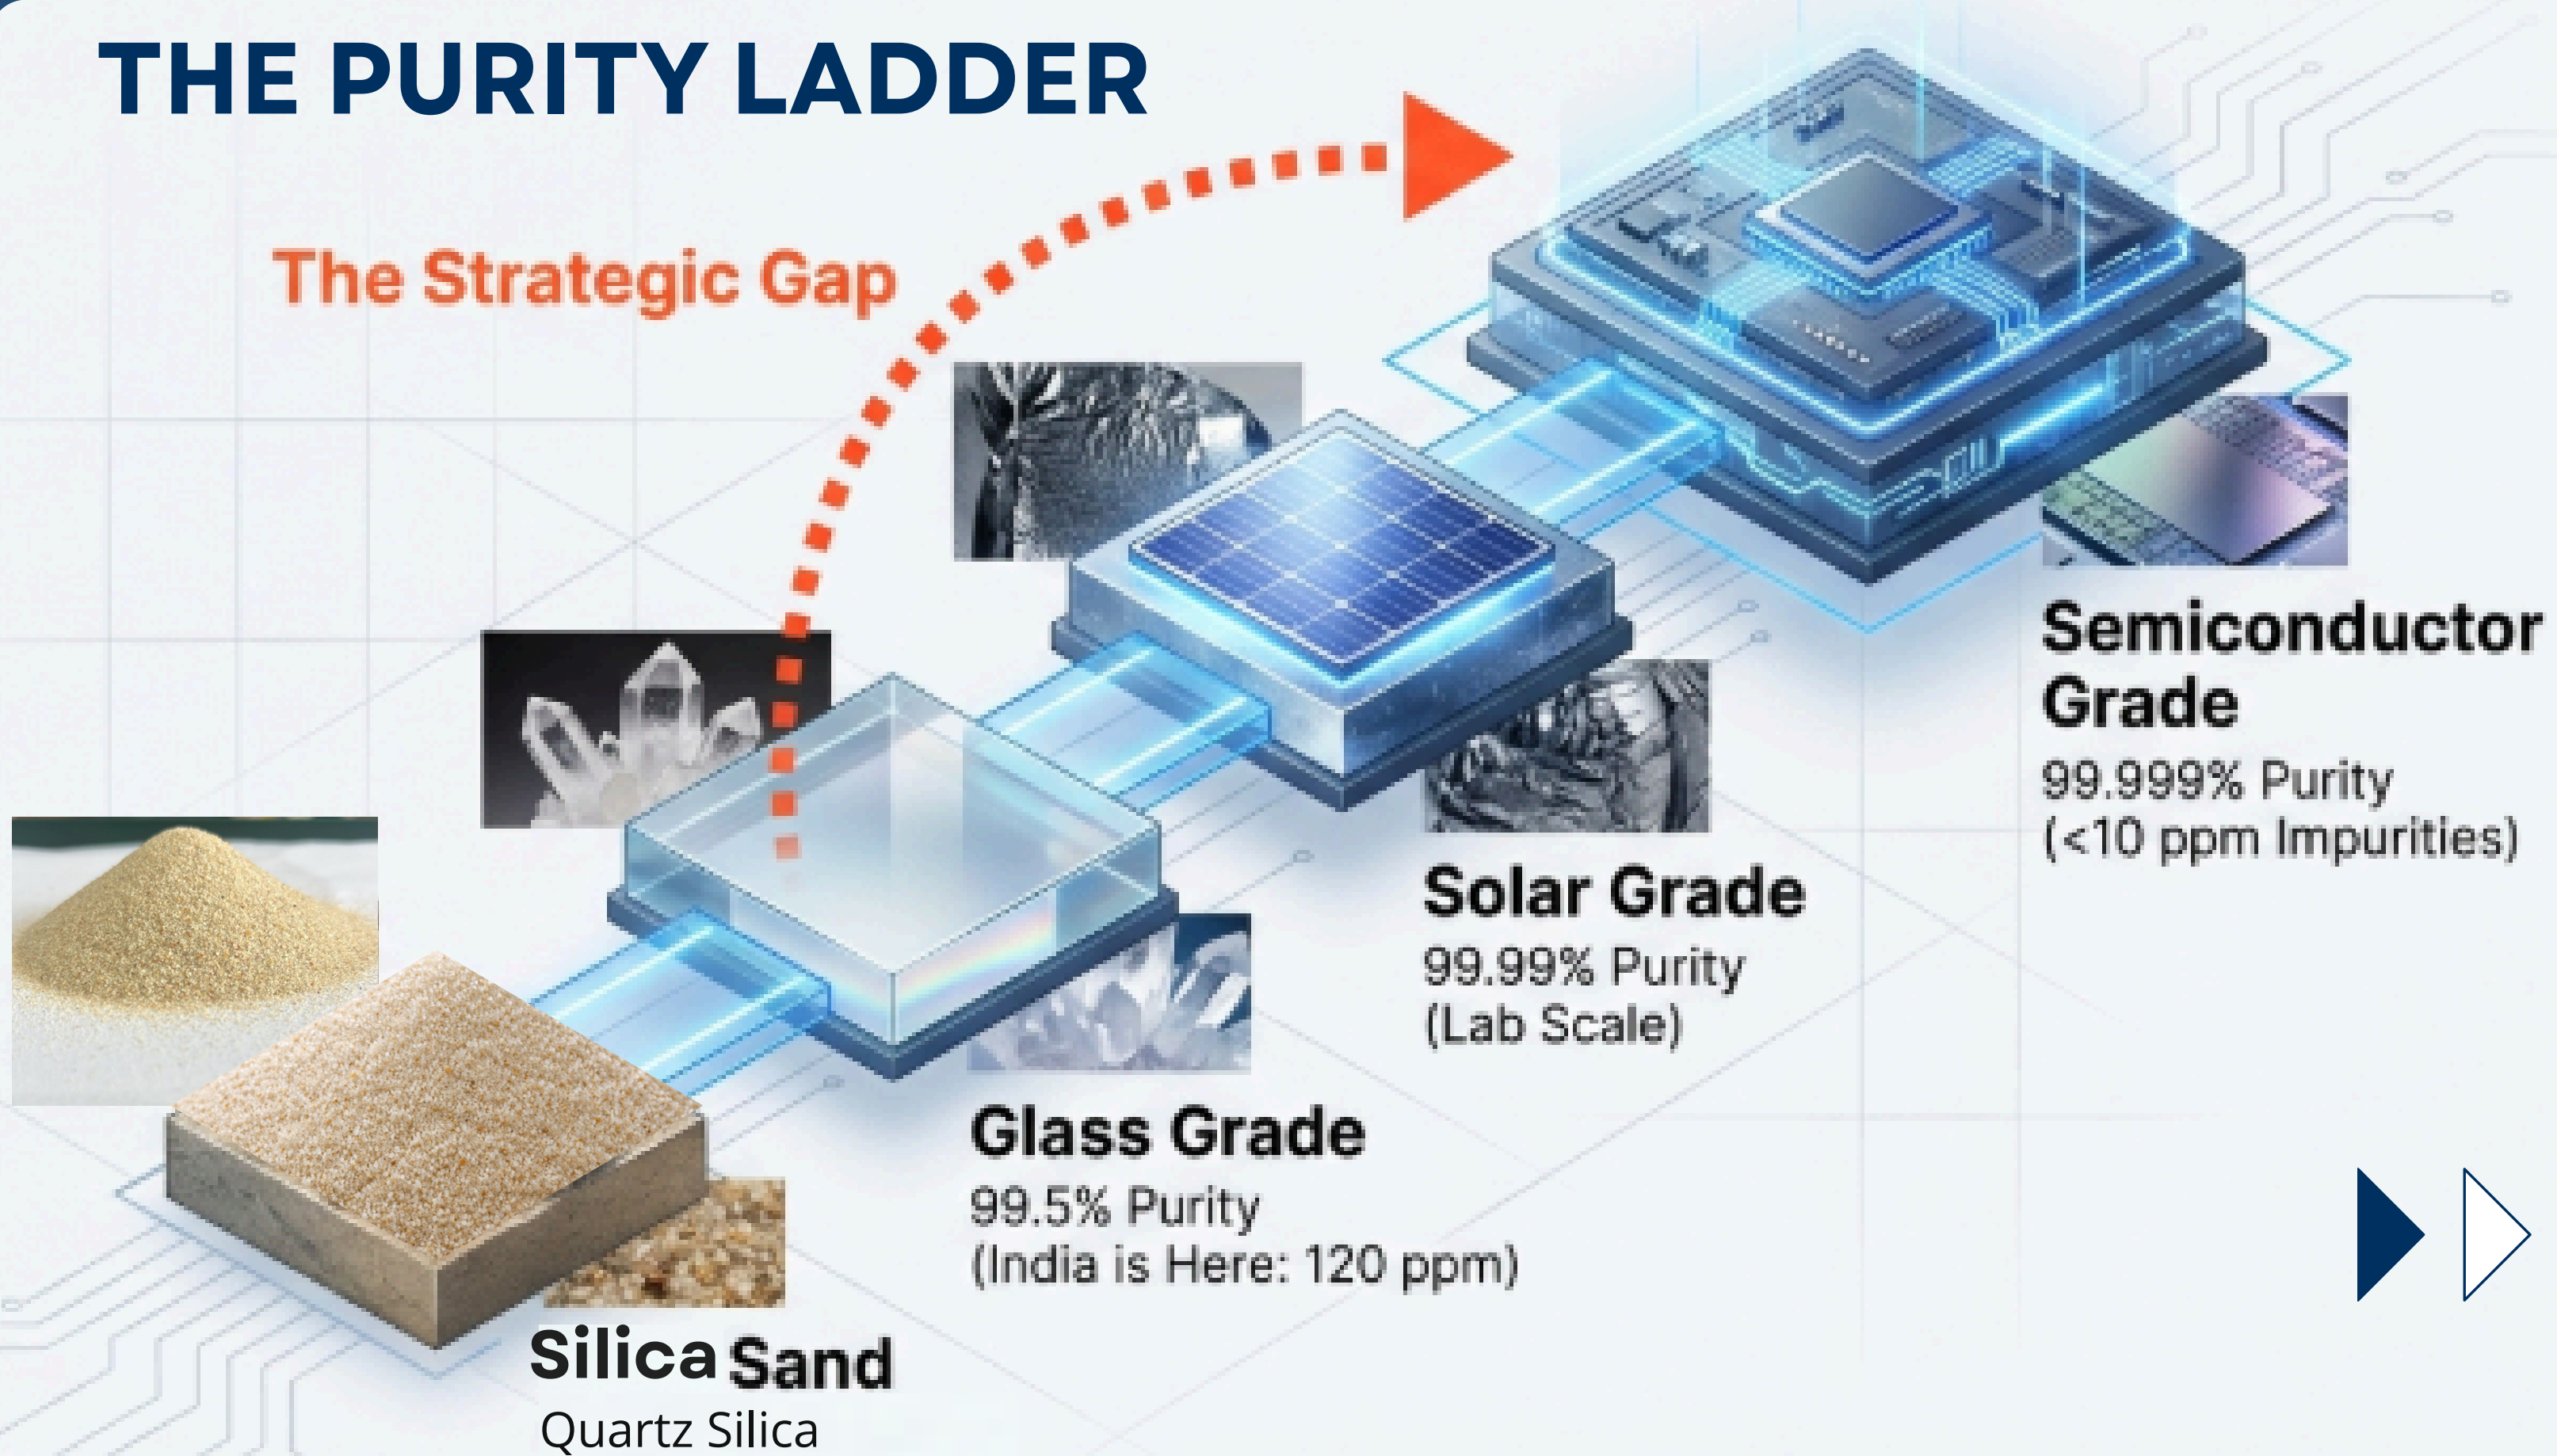 THE PURITY LADDER
The Strategic Gap
Semiconductor
Grade
99.999% Purity
(<10 ppm Impurities)
Solar Grade
99.99% Purity
(Lab Scale)
Glass Grade
99.5% Purity
(India is Here: 120 ppm)
Silica Sand
Quartz Silica